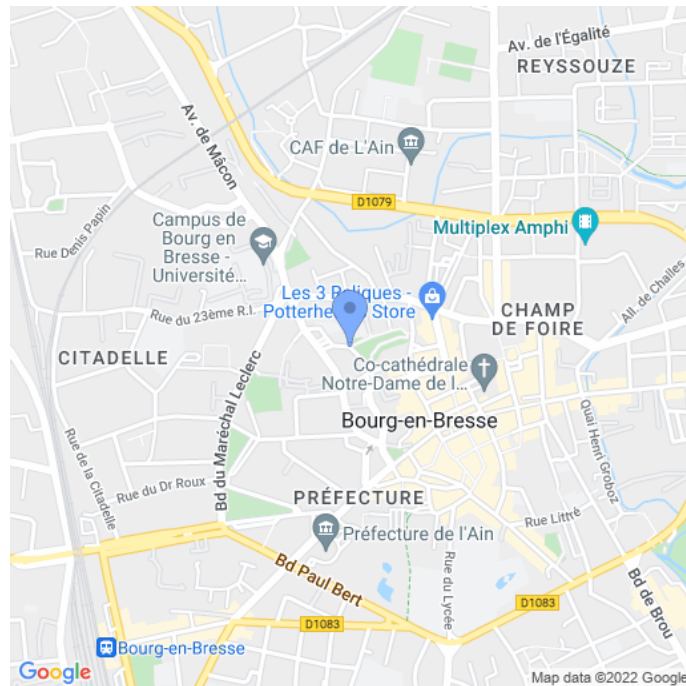 Av. de l'Égalité
REYSSOUZE
Av. de Mâcon
CAF de L'Ain
D1079
Rue Denis Papin
Campus de
Bourg en
Bresse -
Université...
Multiplex Amphi
All. de Challes
Les 3 Reliques -
Store
Rue du 23ème R.I.
CHAMP
DE FOIRE
CITADELLE
Co-cathédrale
Notre-Dame de l...
Bd du Maréchal Leclerc
Bourg-en-Bresse
Quai Henri Groboz
Rue de la Citadelle
Rue du Dr Roux
PRÉFECTURE
Rue Littré
Préfecture de l'Ain
Bd Paul Bert
Rue du Lycée
Bd de Brou
D1083
D1083
Bourg-en-Bresse
Google
Map data ©2022 Google